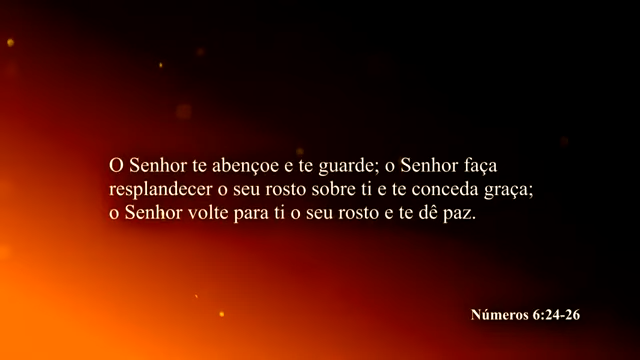 O Senhor te abençoe e te guarde; o Senhor faça
resplandecer o seu rosto sobre ti e te conceda graça;
o Senhor volte para ti o seu rosto e te dê paz.
Números 6:24-26